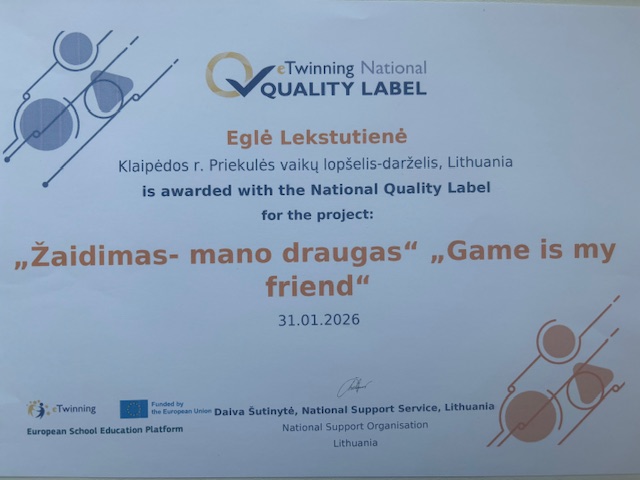 eTwinning National
QUALITY LABEL
Eglė Lekstutienė
Klaipėdos r. Priekulės vaikų lopšelis-darželis, Lithuania
is awarded with the National Quality Label
for the project:
„Žaidimas- mano draugas“ „Game is my
friend“
31.01.2026
eTwinning
Funded by
the European Union
European School Education Platform
Daiva Šutinytė, National Support Service, Lithuania
National Support Organisation
Lithuania